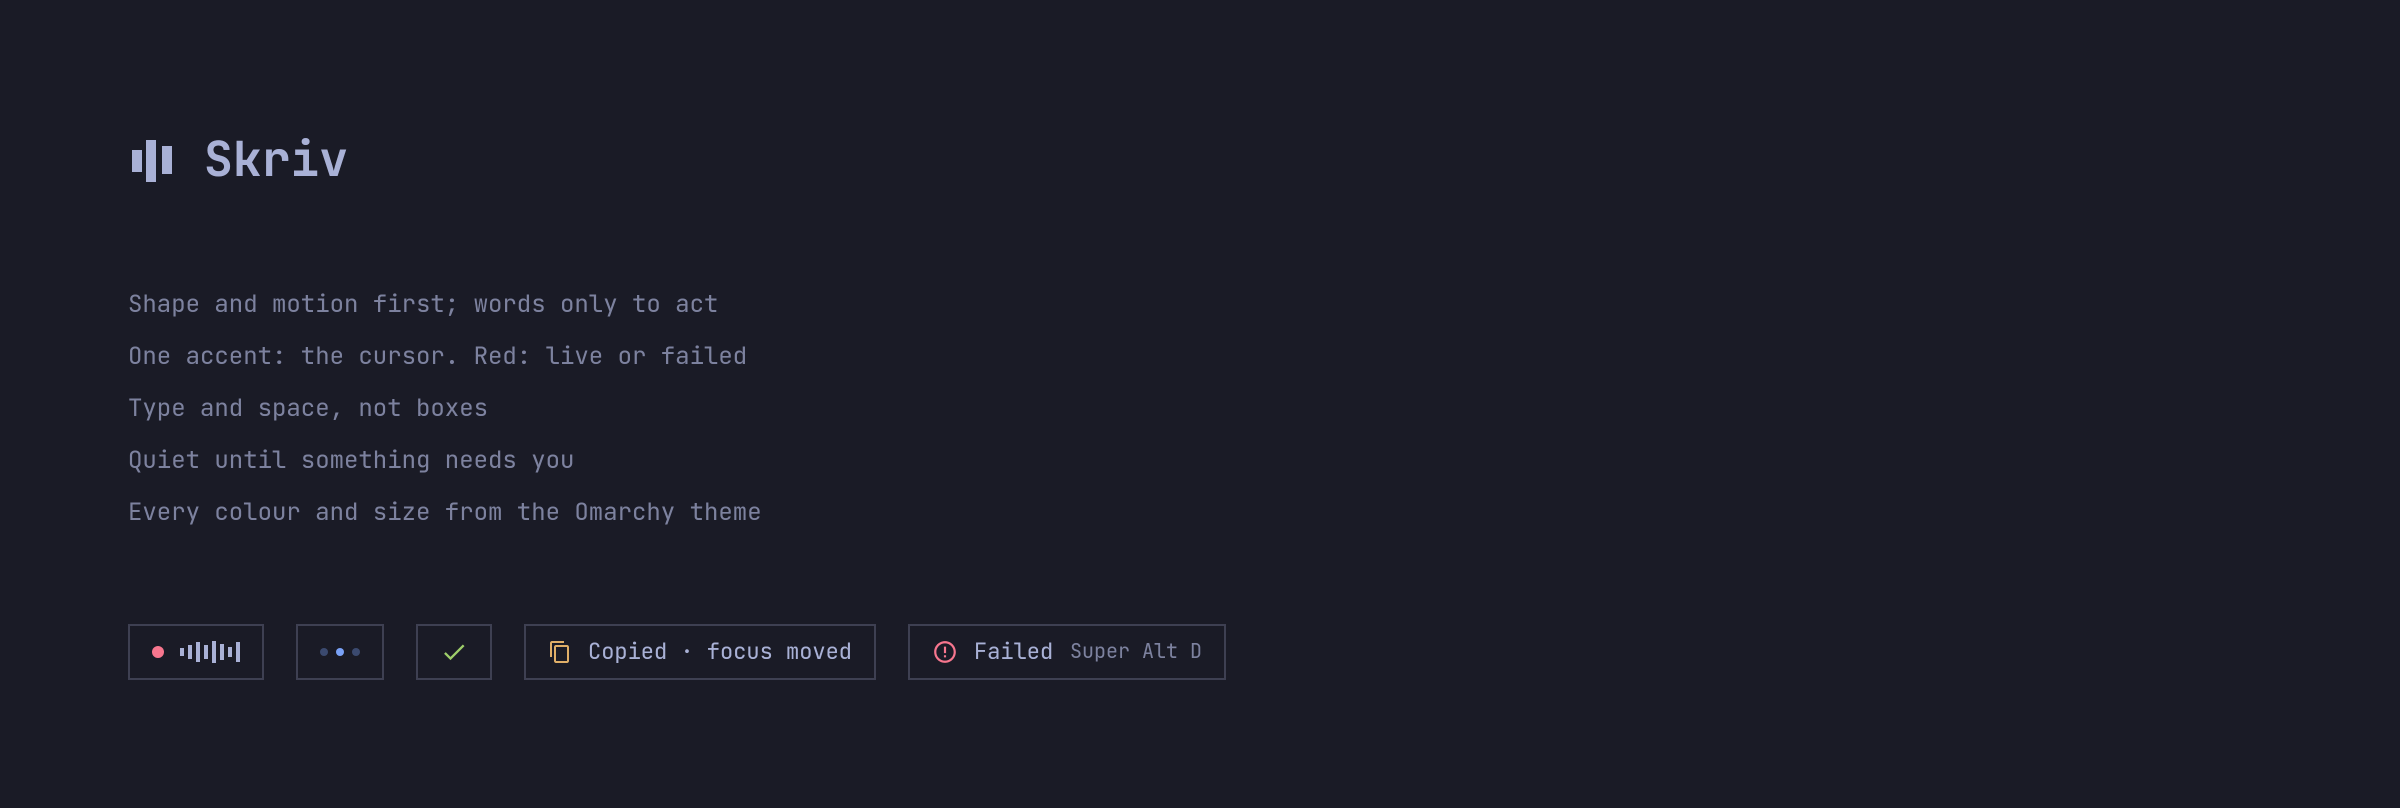 Skriv
Shape and motion first; words only to act
One accent: the cursor. Red: live or failed
Type and space, not boxes
Quiet until something needs you
Every colour and size from the Omarchy theme
Copied · focus moved
Failed Super Alt D